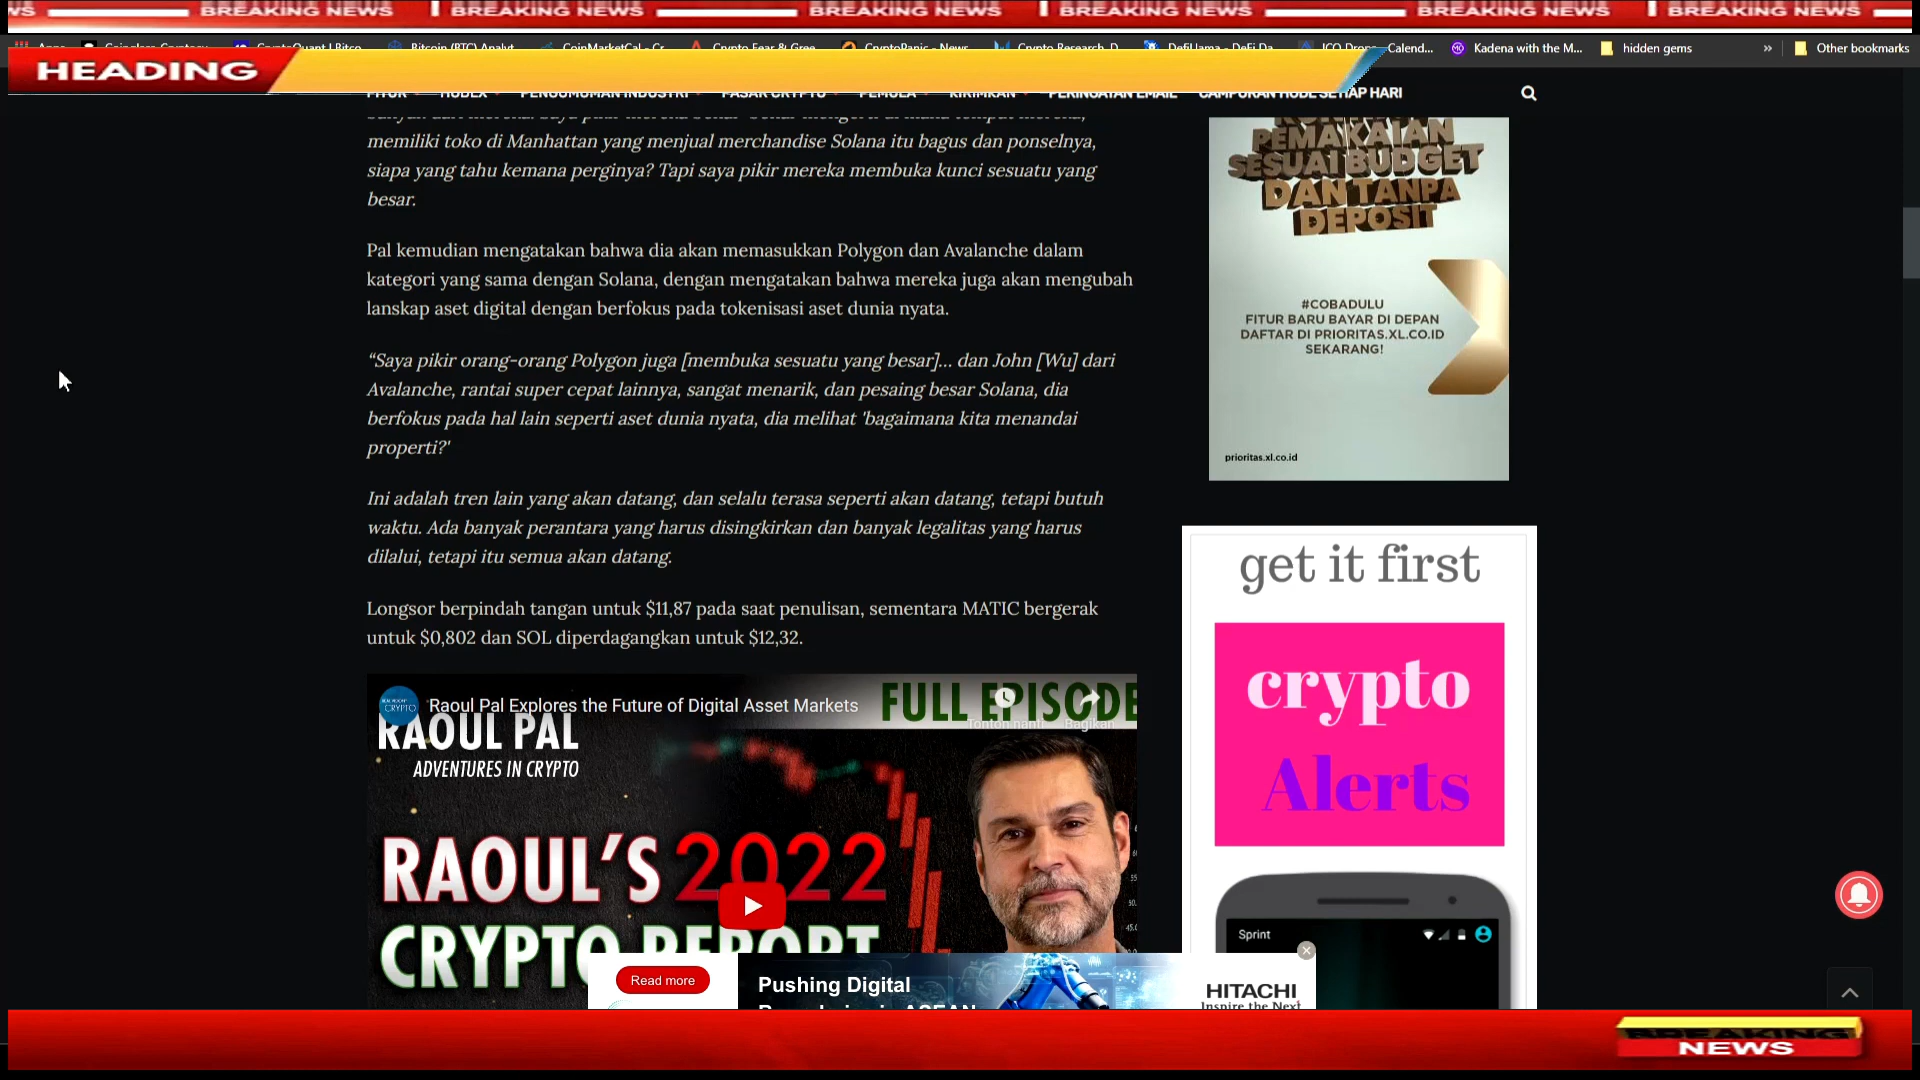 BREAKING NEWS BREAKING NEWS BREAKING NEWS BREAKING NEWS BREAKING NEWS BREAKING NEWS
Calend... Kadena with the M... hidden gems » Other bookmarks
HEADING
memiliki toko di Manhattan yang menjual merchandise Solana itu bagus dan ponselnya,
siapa yang tahu kemana perginya? Tapi saya pikir mereka membuka kunci sesuatu yang
besar.
Pal kemudian mengatakan bahwa dia akan memasukkan Polygon dan Avalanche dalam
kategori yang sama dengan Solana, dengan mengatakan bahwa mereka juga akan mengubah
lanskap aset digital dengan berfokus pada tokenisasi aset dunia nyata.
“Saya pikir orang-orang Polygon juga [membuka sesuatu yang besar]... dan John [Wu] dari
Avalanche, rantai super cepat lainnya, sangat menarik, dan pesaing besar Solana, dia
berfokus pada hal lain seperti aset dunia nyata, dia melihat 'bagaimana kita menandai
properti?'
Ini adalah tren lain yang akan datang, dan selalu terasa seperti akan datang, tetapi butuh
waktu. Ada banyak perantara yang harus disingkirkan dan banyak legalitas yang harus
dilalui, tetapi itu semua akan datang.
Longsor berpindah tangan untuk $11,87 pada saat penulisan, sementara MATIC bergerak
untuk $0,802 dan SOL diperdagangkan untuk $12,32.
Raoul Pal Explores the Future of Digital Asset Markets
FULL EPISODE
Tonton nanti Bagikan
RAOUL PAL
ADVENTURES IN CRYPTO
RAOUL'S 2022
CRYPTO REPORT
PEMAKAIAN
SESUAI BUDGET
DAN TANPA
DEPOSIT
#COBADULU
FITUR BARU BAYAR DI DEPAN
DAFTAR DI PRIORITAS.XL.CO.ID
SEKARANG!
prioritas.xl.co.id
get it first
crypto
Alerts
Sprint
Read more
Pushing Digital
HITACHI
Inspire the Next
BREAKING
NEWS